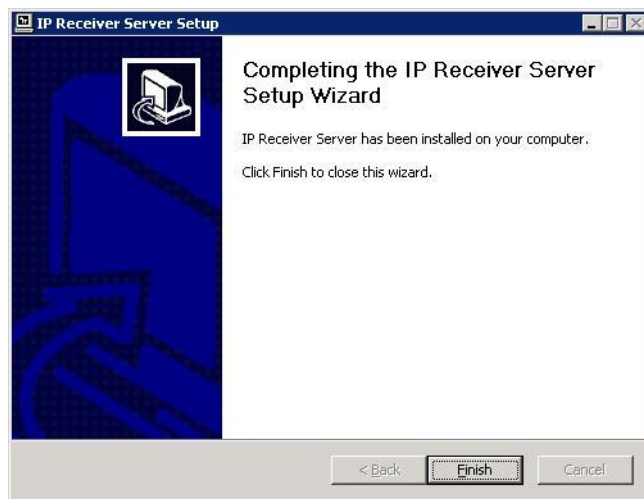 IP Receiver Server Setup
Completing the IP Receiver Server
Setup Wizard
IP Receiver Server has been installed on your computer.
Click Finish to close this wizard.
< Back
Finish
Cancel